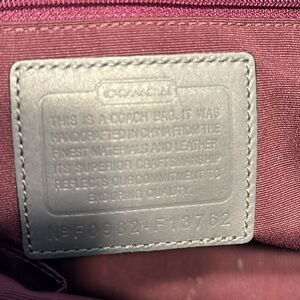 COACH
THIS IS A COACH BAG. IT WAS
HANDCRAFTED IN CHINA FROM THE
FINEST MATERIALS AND LEATHER
ITS SUPERIOR CRAFTSMANSHIP
REFLECTS OUR COMMITMENT TO
ENDURING QUALITY.
Nº F0982-F13762